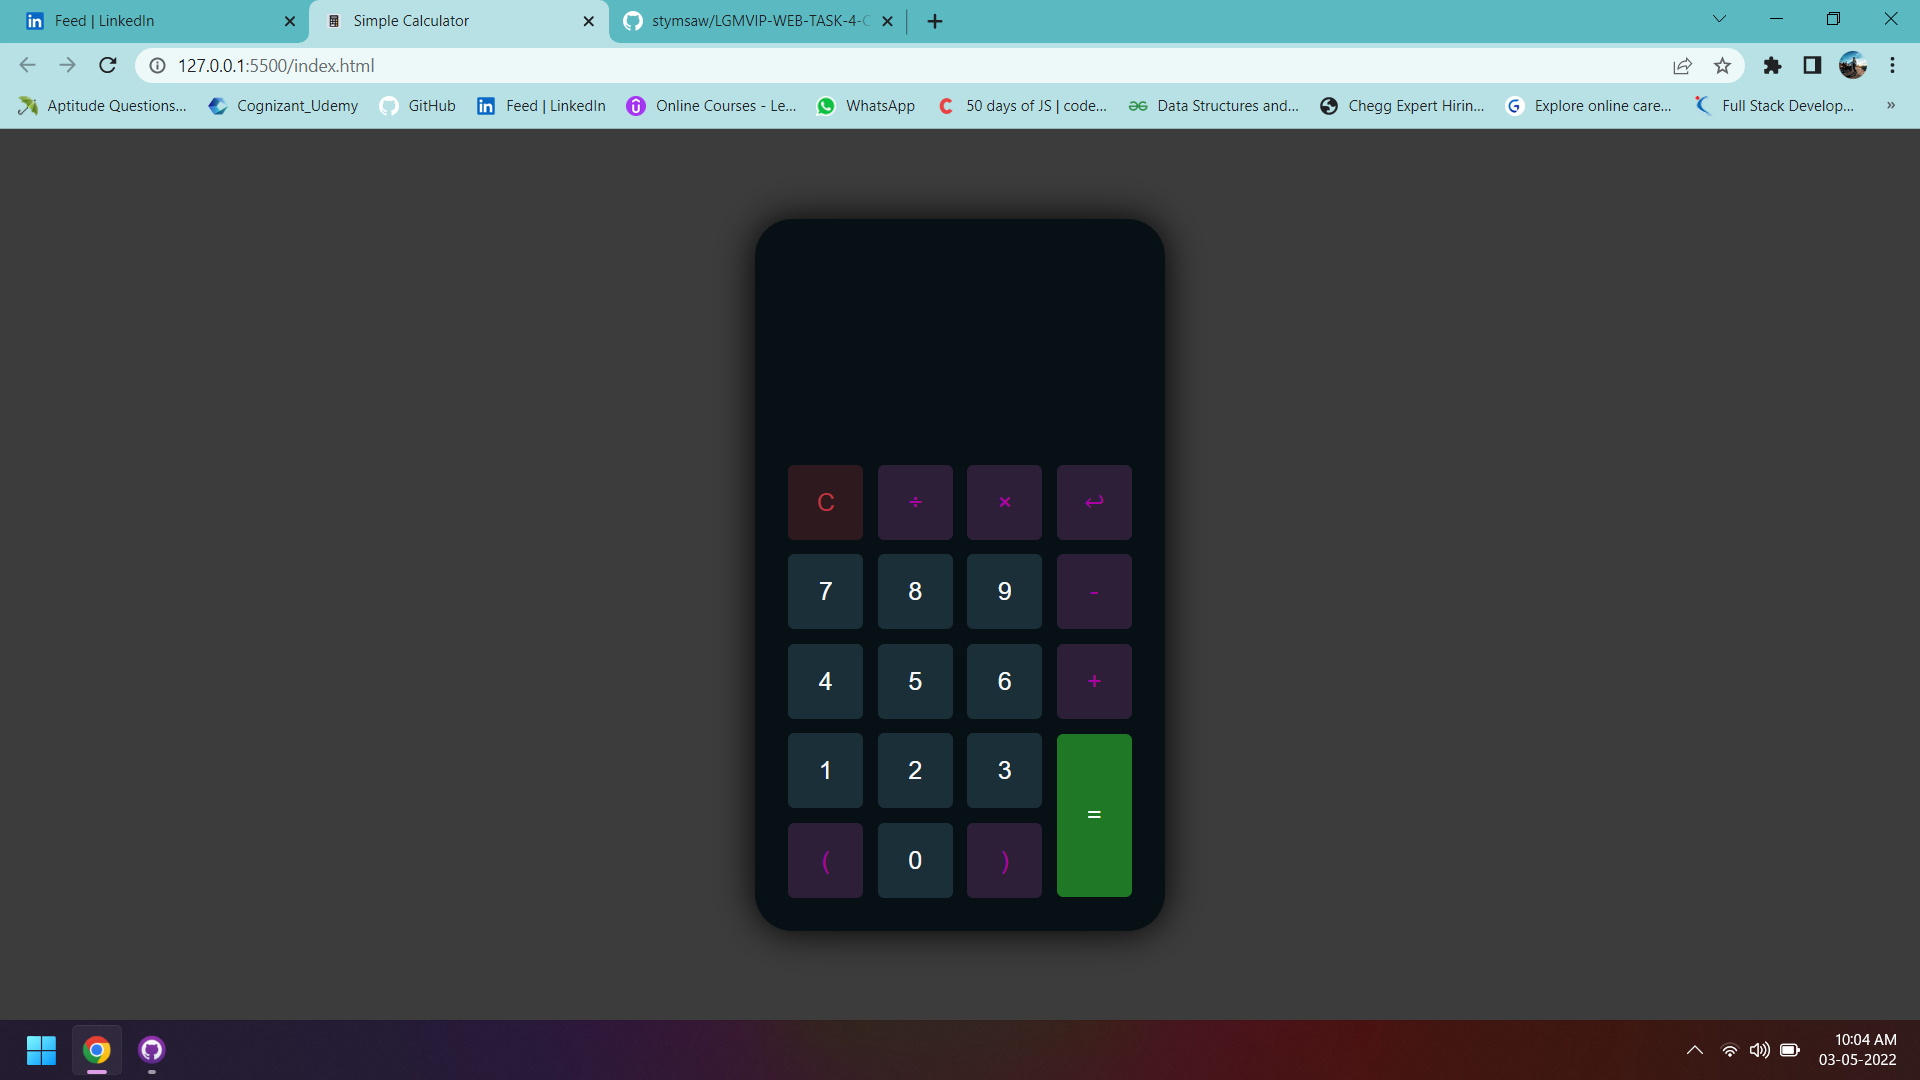 Feed | LinkedIn
Simple Calculator
stymsaw/LGMVIP-WEB-TASK-4-C
127.0.0.1:5500/index.html
Aptitude Questions... Cognizant_Udemy GitHub Feed | LinkedIn Online Courses - Le... WhatsApp 50 days of JS | code... Data Structures and... Chegg Expert Hirin... Explore online care... Full Stack Develop... »
C ÷ × ↩
7 8 9 -
4 5 6 +
1 2 3
=
( 0 )
10:04 AM
03-05-2022